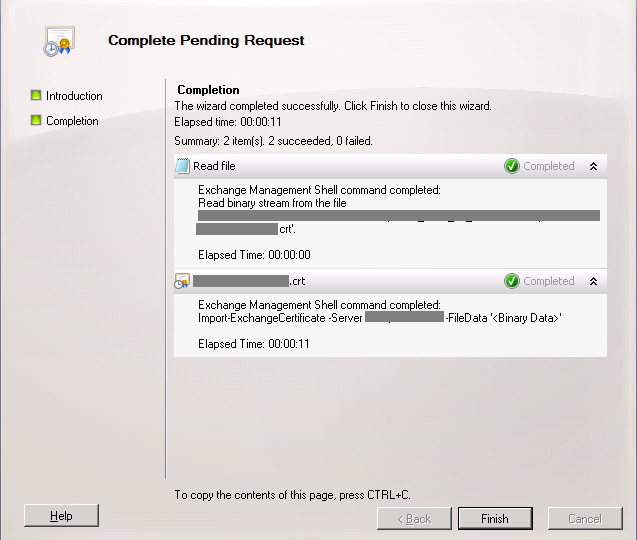 Complete Pending Request
Introduction
Completion
Completion
The wizard completed successfully. Click Finish to close this wizard.
Elapsed time: 00:00:11
Summary: 2 item(s). 2 succeeded, 0 failed.
Read file
Completed
Exchange Management Shell command completed:
Read binary stream from the file
crt'.
Elapsed Time: 00:00:00
.crt
Completed
Exchange Management Shell command completed:
Import-ExchangeCertificate -Server -FileData '<Binary Data>'
Elapsed Time: 00:00:11
To copy the contents of this page, press CTRL+C.
Help
< Back
Finish
Cancel